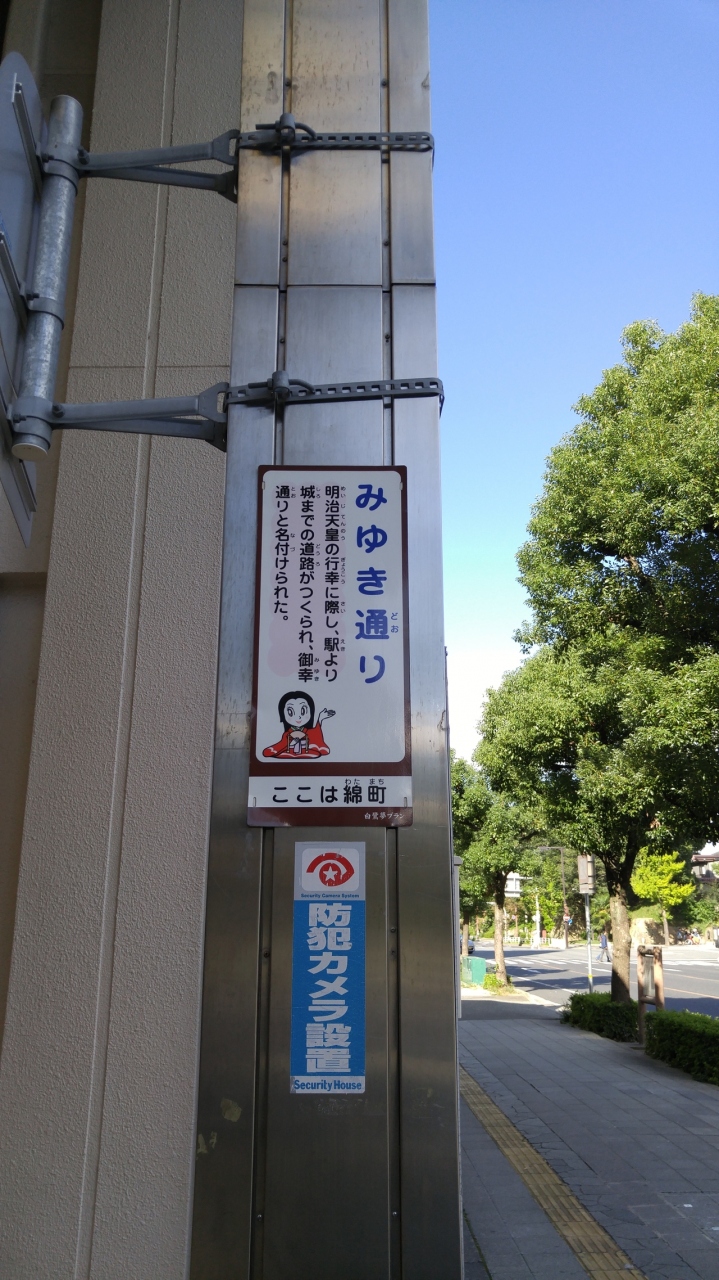 みゆき通り
明治天皇の行幸に際し、駅より
城までの道路がつくられ、御幸
通りと名付けられた。
ここは綿町
白鷺夢プラン
Security Camera System
防犯カメラ設置
Security House